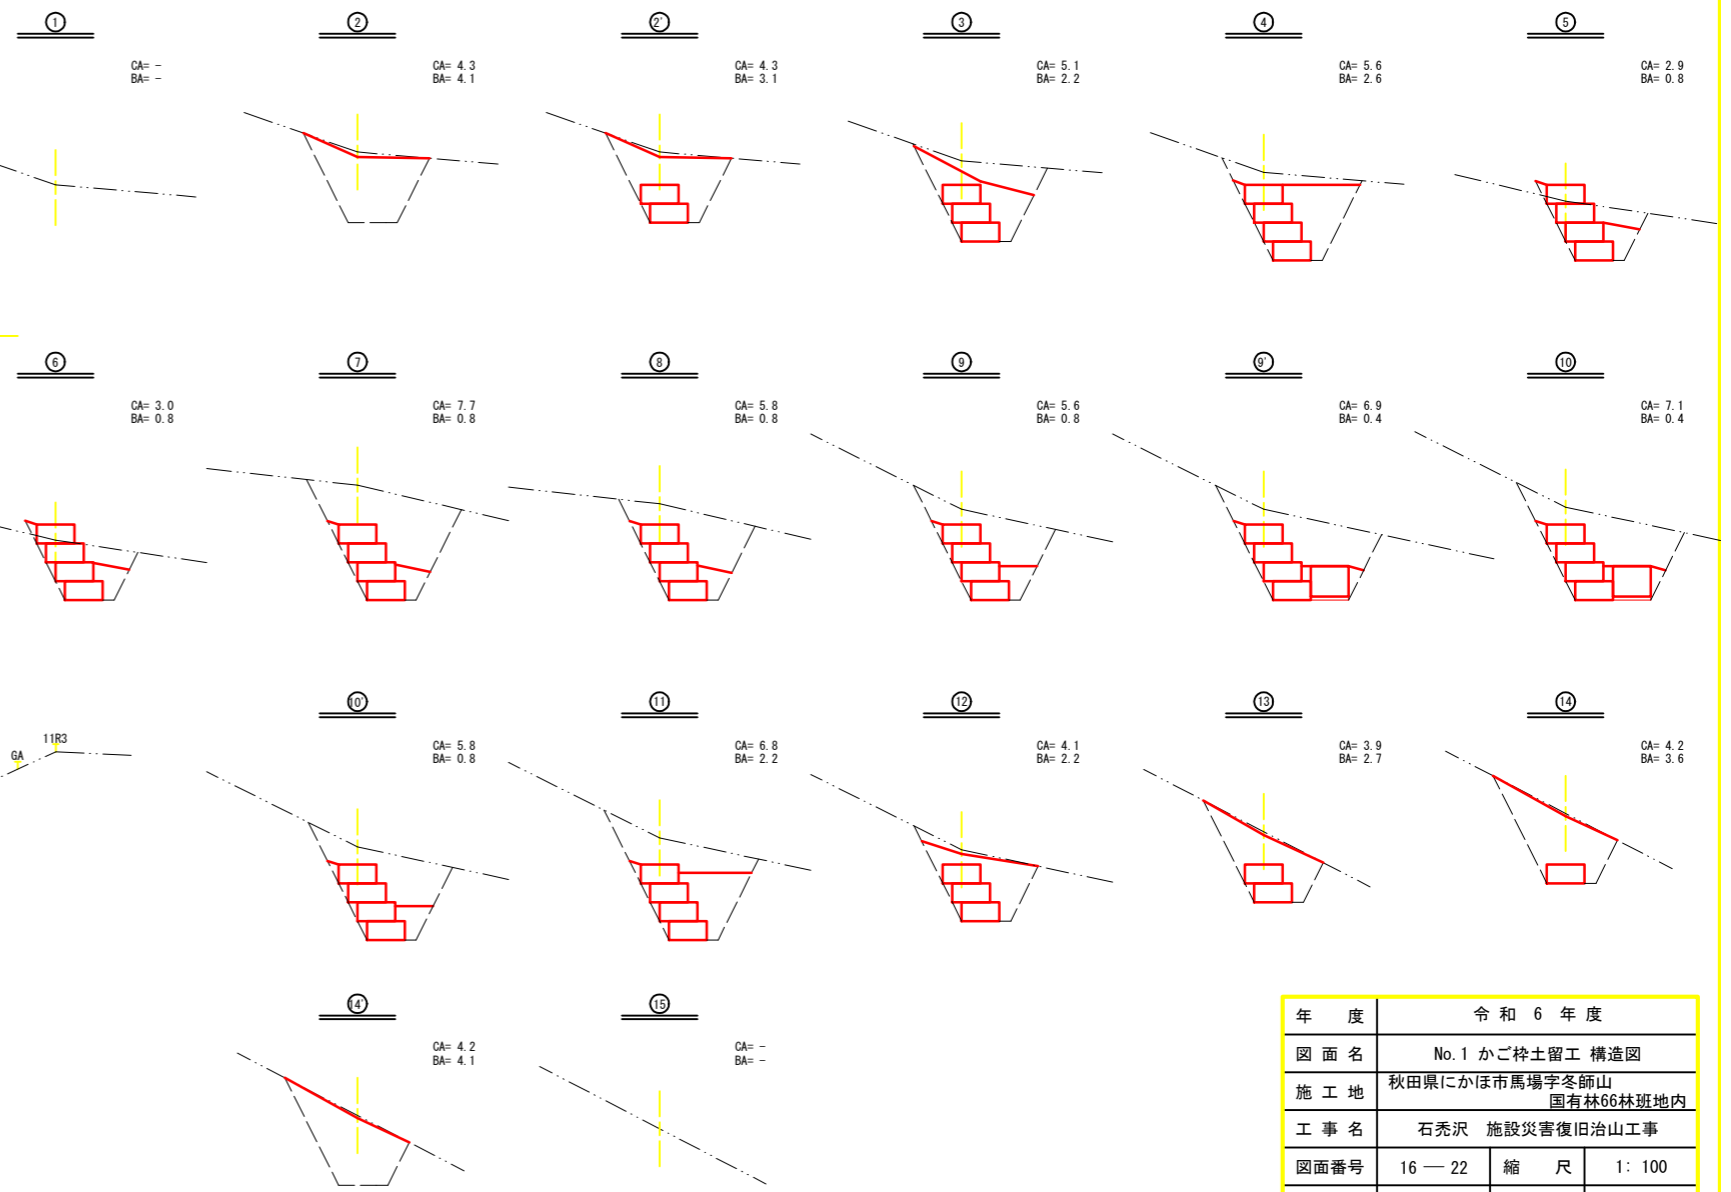 ①
CA= -
BA= -
②
CA= 4.3
BA= 4.1
②'
CA= 4.3
BA= 3.1
③
CA= 5.1
BA= 2.2
④
CA= 5.6
BA= 2.6
⑤
CA= 2.9
BA= 0.8
⑥
CA= 3.0
BA= 0.8
⑦
CA= 7.7
BA= 0.8
⑧
CA= 5.8
BA= 0.8
⑨
CA= 5.6
BA= 0.8
⑨'
CA= 6.9
BA= 0.4
⑩
CA= 7.1
BA= 0.4
11R3
GA
⑩'
CA= 5.8
BA= 0.8
⑪
CA= 6.8
BA= 2.2
⑫
CA= 4.1
BA= 2.2
⑬
CA= 3.9
BA= 2.7
⑭
CA= 4.2
BA= 3.6
⑭'
CA= 4.2
BA= 4.1
⑮
CA= -
BA= -
年 度 令和 6 年度
図面名 No.1 かご枠土留工 構造図
施工地 秋田県にかほ市馬場字冬師山
国有林66林班地内
工事名 石禿沢 施設災害復旧治山工事
図面番号 16 ― 22 縮 尺 1: 100